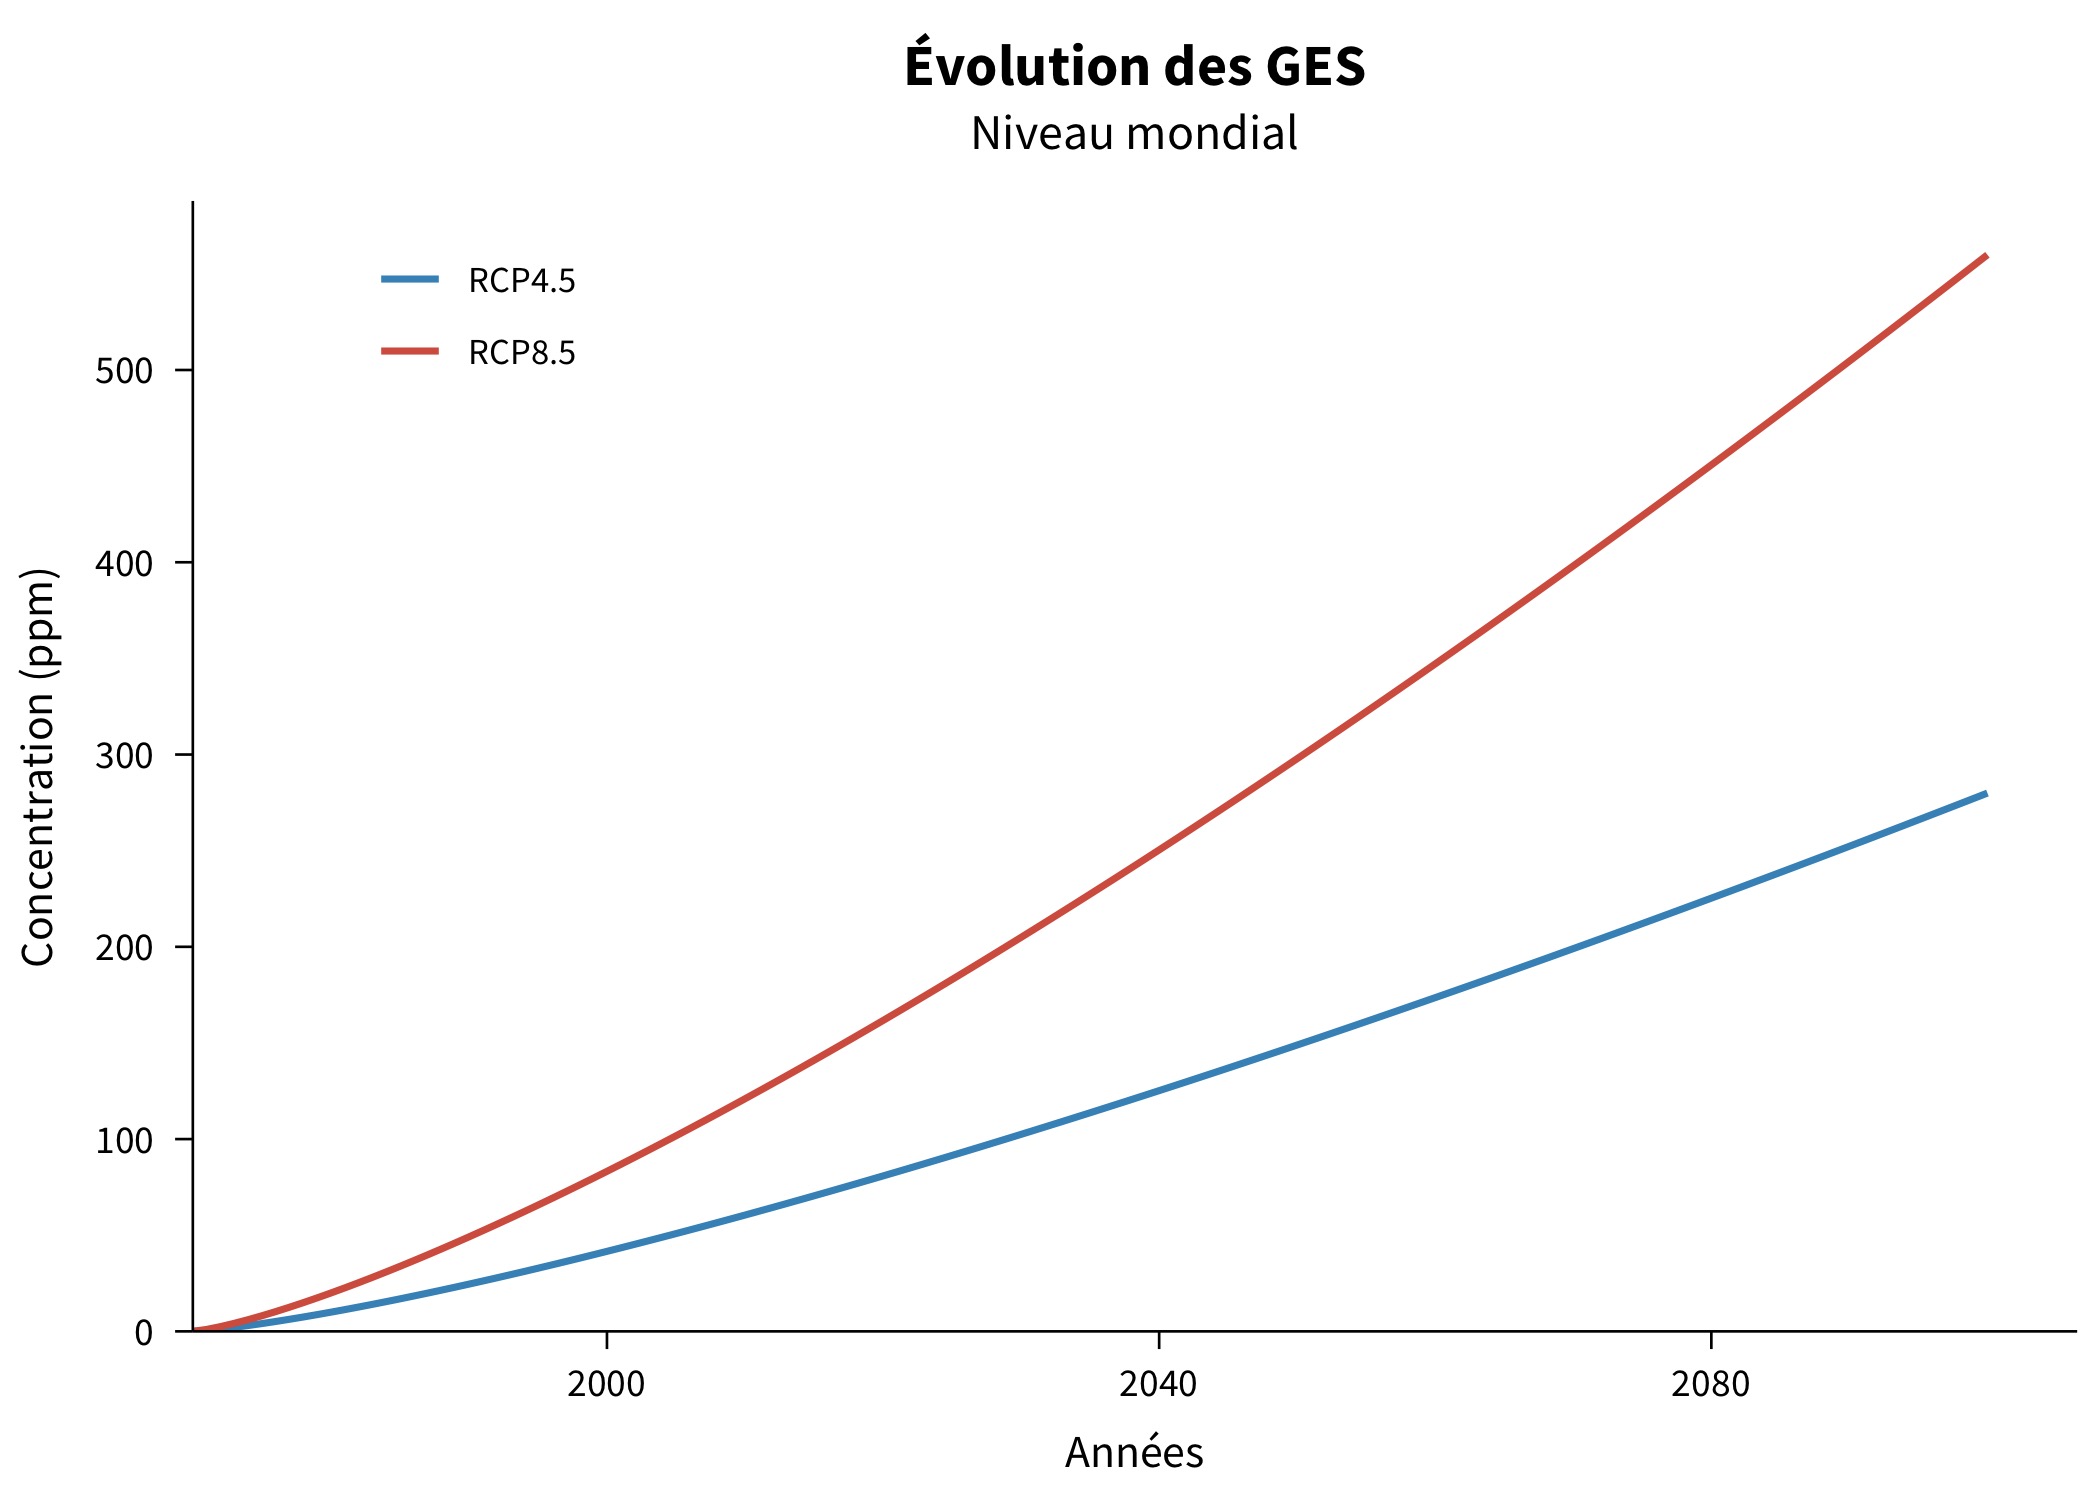 Évolution des GES
Niveau mondial
RCP4.5
RCP8.5
Concentration (ppm)
500
400
300
200
100
0
2000
2040
2080
Années